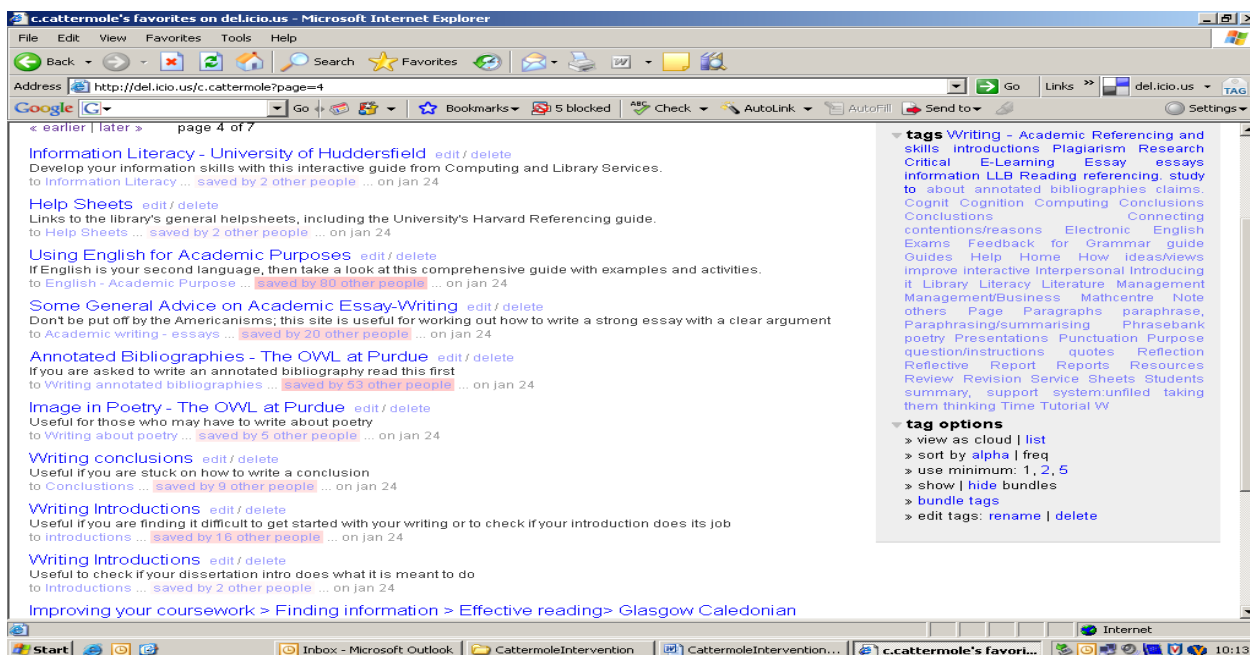 c.cattermole's favorites on del.icio.us - Microsoft Internet Explorer
File Edit View Favorites Tools Help
Back Search Favorites
Address http://del.icio.us/c.cattermole?page=4 Go Links » del.icio.us TAG
Google G Go Bookmarks 5 blocked ABC Check AutoLink AutoFill Send to Settings
« earlier | later » page 4 of 7
Information Literacy - University of Huddersfield edit / delete
Develop your information skills with this interactive guide from Computing and Library Services.
to Information Literacy ... saved by 2 other people ... on jan 24
Help Sheets edit / delete
Links to the library's general helpsheets, including the University's Harvard Referencing guide.
to Help Sheets ... saved by 2 other people ... on jan 24
Using English for Academic Purposes edit / delete
If English is your second language, then take a look at this comprehensive guide with examples and activities.
to English - Academic Purpose ... saved by 80 other people ... on jan 24
Some General Advice on Academic Essay-Writing edit / delete
Don't be put off by the Americanisms; this site is useful for working out how to write a strong essay with a clear argument
to Academic writing - essays ... saved by 20 other people ... on jan 24
Annotated Bibliographies - The OWL at Purdue edit / delete
If you are asked to write an annotated bibliography read this first
to Writing annotated bibliographies ... saved by 53 other people ... on jan 24
Image in Poetry - The OWL at Purdue edit / delete
Useful for those who may have to write about poetry
to Writing about poetry ... saved by 5 other people ... on jan 24
Writing conclusions edit / delete
Useful if you are stuck on how to write a conclusion
to Conclustions ... saved by 9 other people ... on jan 24
Writing Introductions edit / delete
Useful if you are finding it difficult to get started with your writing or to check if your introduction does its job
to introductions ... saved by 16 other people ... on jan 24
Writing Introductions edit / delete
Useful to check if your dissertation intro does what it is meant to do
to Introductions ... saved by 2 other people ... on jan 24
Improving your coursework > Finding information > Effective reading> Glasgow Caledonian
tags Writing - Academic Referencing and
skills introductions Plagiarism Research
Critical E-Learning Essay essays
information LLB Reading referencing. study
to about annotated bibliographies claims.
Cognit Cognition Computing Conclusions
Conclustions Connecting
contentions/reasons Electronic English
Exams Feedback for Grammar guide
Guides Help Home How ideas/views
improve interactive Interpersonal Introducing
it Library Literacy Literature Management
Management/Business Mathcentre Note
others Page Paragraphs paraphrase,
Paraphrasing/summarising Phrasebank
poetry Presentations Punctuation Purpose
question/instructions quotes Reflection
Reflective Report Reports Resources
Review Revision Service Sheets Students
summary, support system:unfiled taking
them thinking Time Tutorial W
tag options
» view as cloud | list
» sort by alpha | freq
» use minimum: 1, 2, 5
» show | hide bundles
» bundle tags
» edit tags: rename | delete
Internet
Start Inbox - Microsoft Outlook CattermoleIntervention CattermoleIntervention... c.cattermole's favori... 10:13